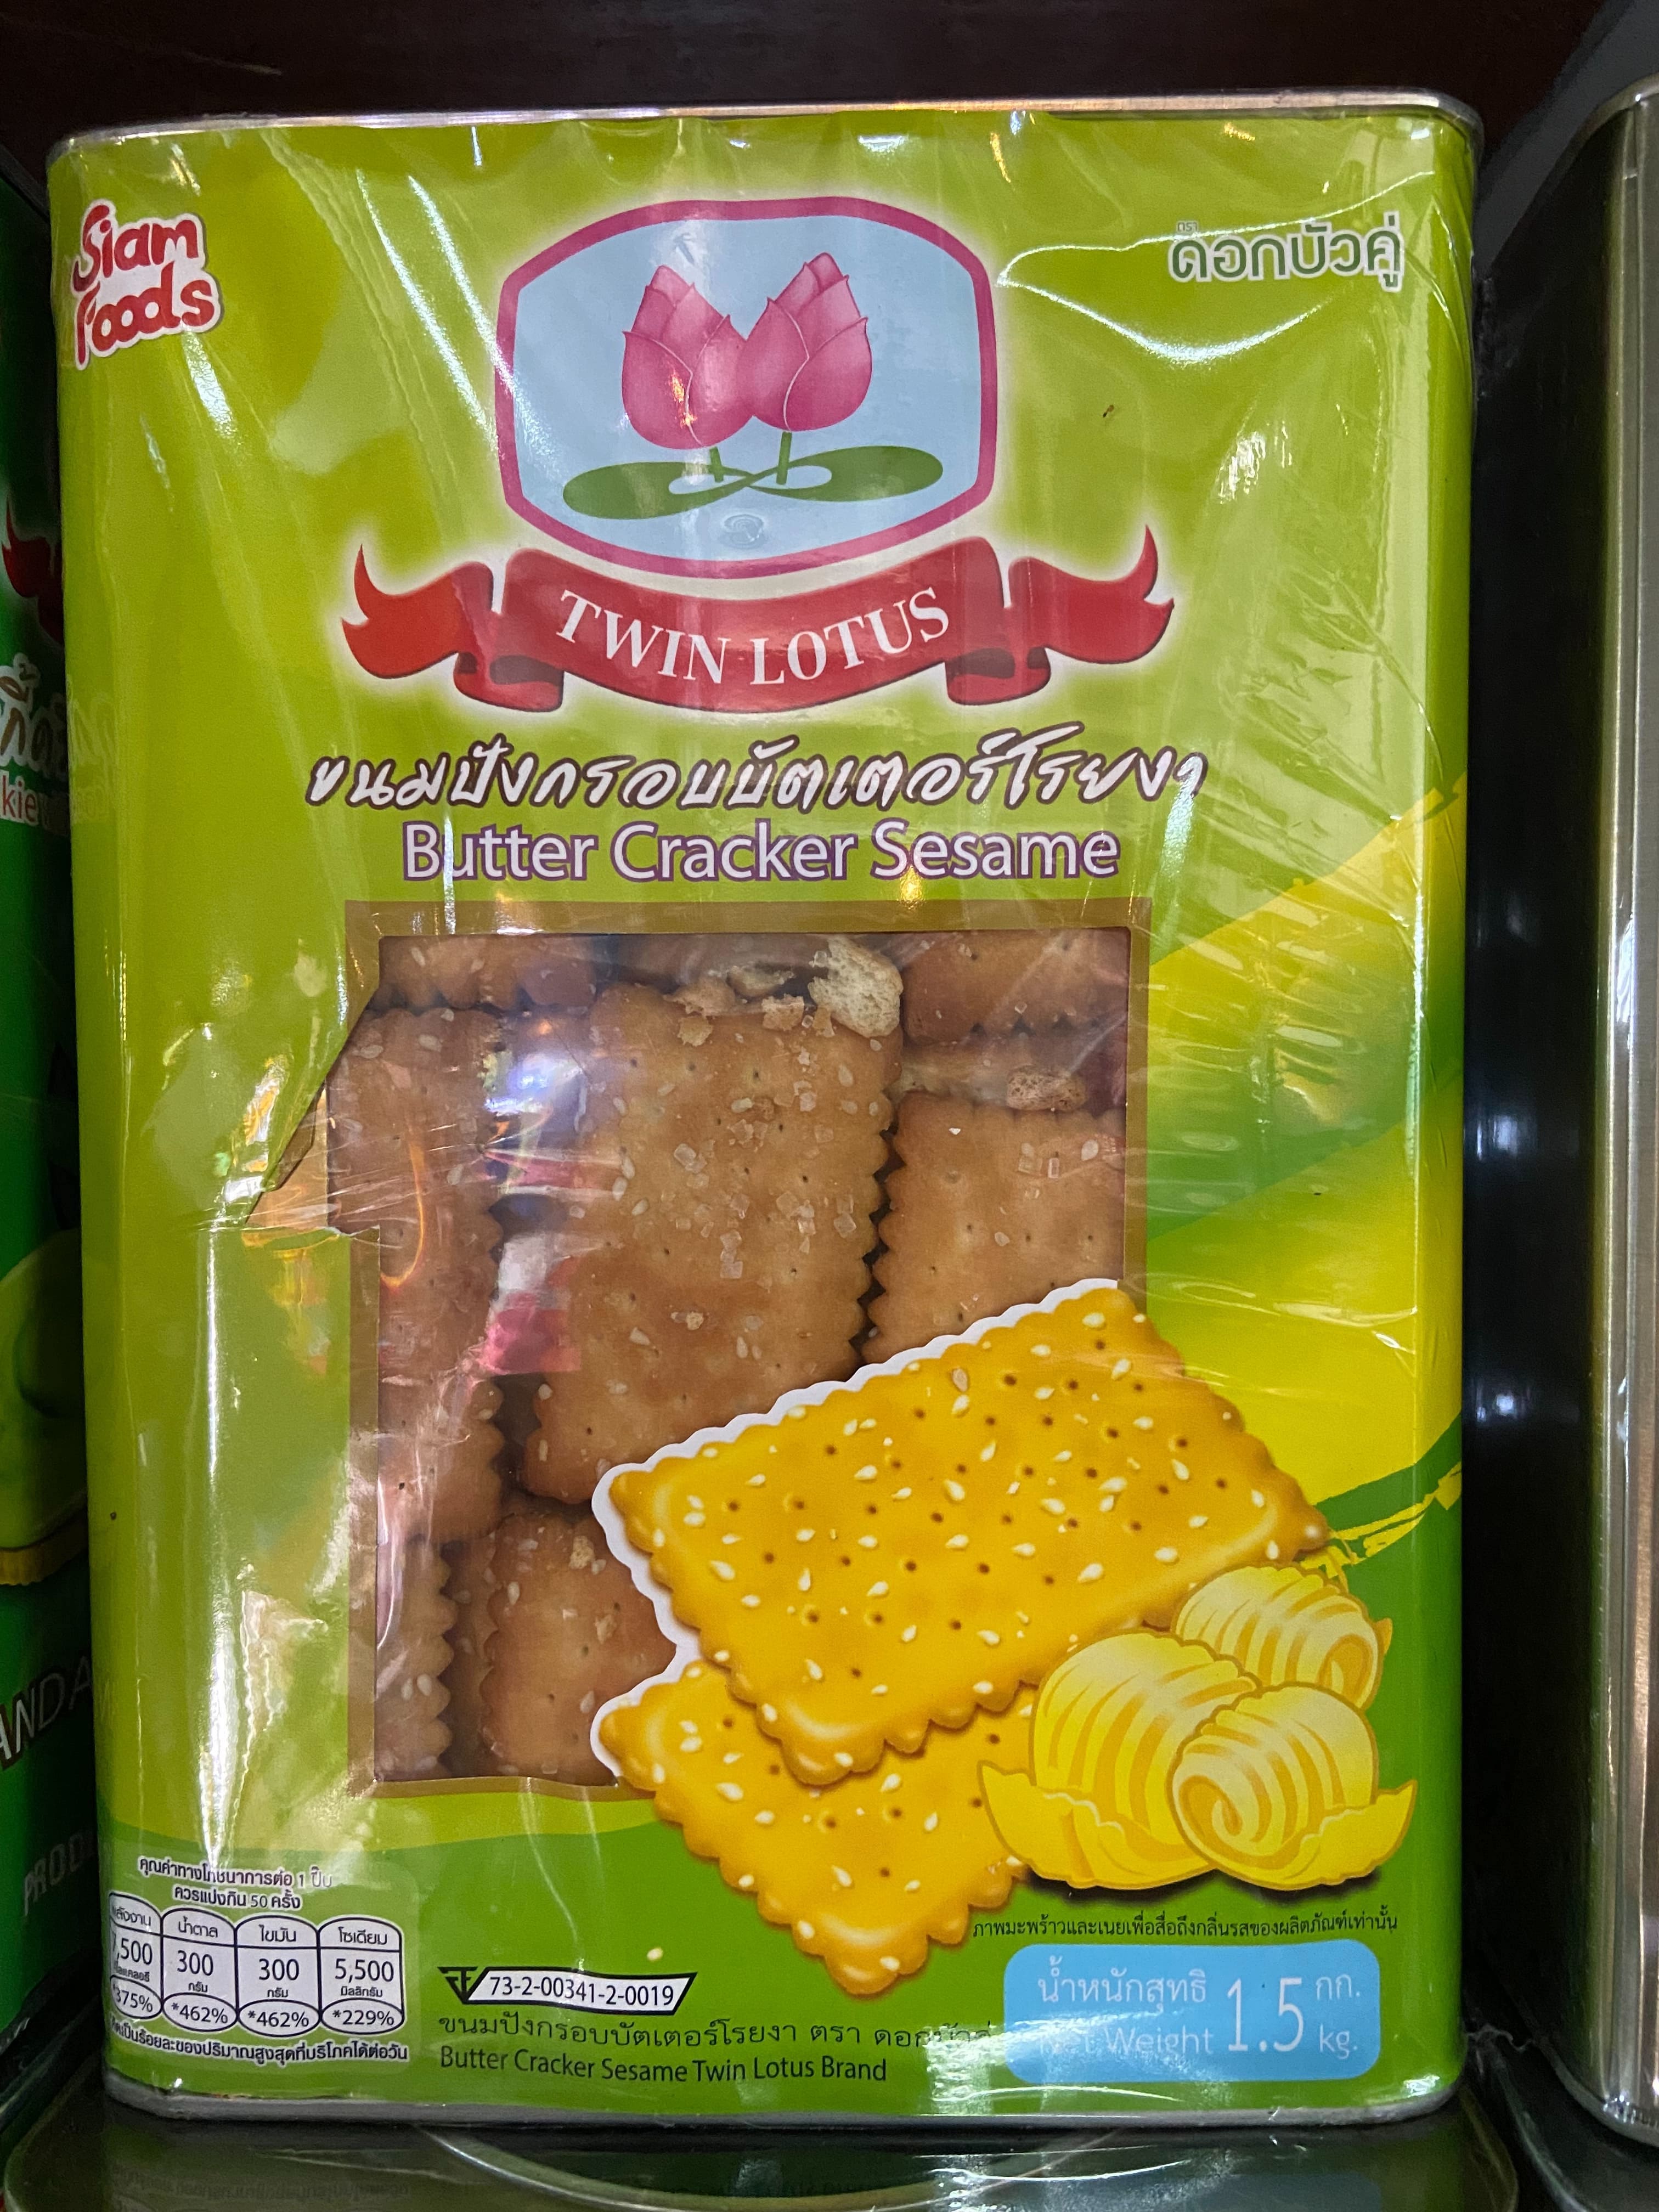 Siam
Foods
ตรา
ดอกบัวคู่
TWIN LOTUS
ขนมปังกรอบบัตเตอร์โรยงา
Butter Cracker Sesame
คุณค่าทางโภชนาการต่อ 1 ปี๊บ
ควรแบ่งกิน 50 ครั้ง
น้ำตาล ไขมัน โซเดียม
300 300 5,500
กรัม กรัม มิลลิกรัม
*462% *462% *229%
ภาพมะพร้าวและเนยเพื่อสื่อถึงกลิ่นรสของผลิตภัณฑ์เท่านั้น
73-2-00341-2-0019
ขนมปังกรอบบัตเตอร์โรยงา ตรา ดอกบัวคู่
Butter Cracker Sesame Twin Lotus Brand
น้ำหนักสุทธิ 1.5 กก.
Net Weight kg.